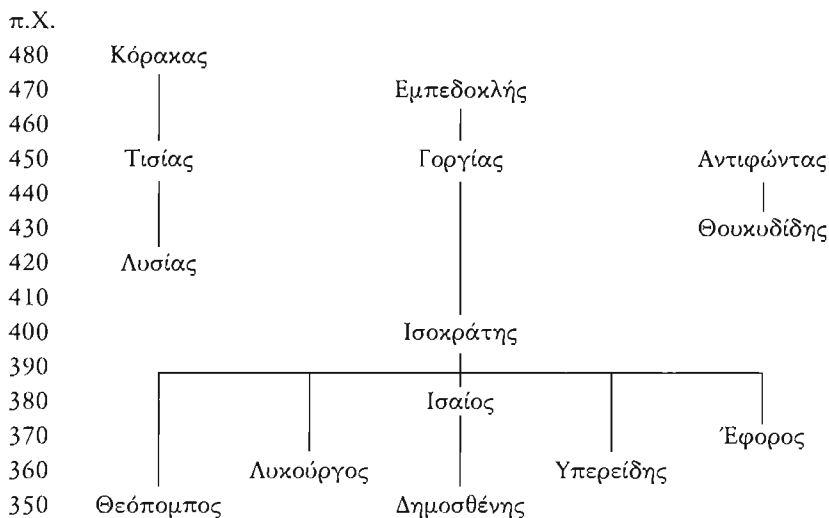 π.Χ.
480 Κόρακας
470 Εμπεδοκλής
460
450 Τισίας Γοργίας Αντιφώντας
440
430 Θουκυδίδης
420 Λυσίας
410
400 Ισοκράτης
390
380 Ισαίος
370 Έφορος
360 Λυκούργος Υπερείδης
350 Θεόπομπος Δημοσθένης